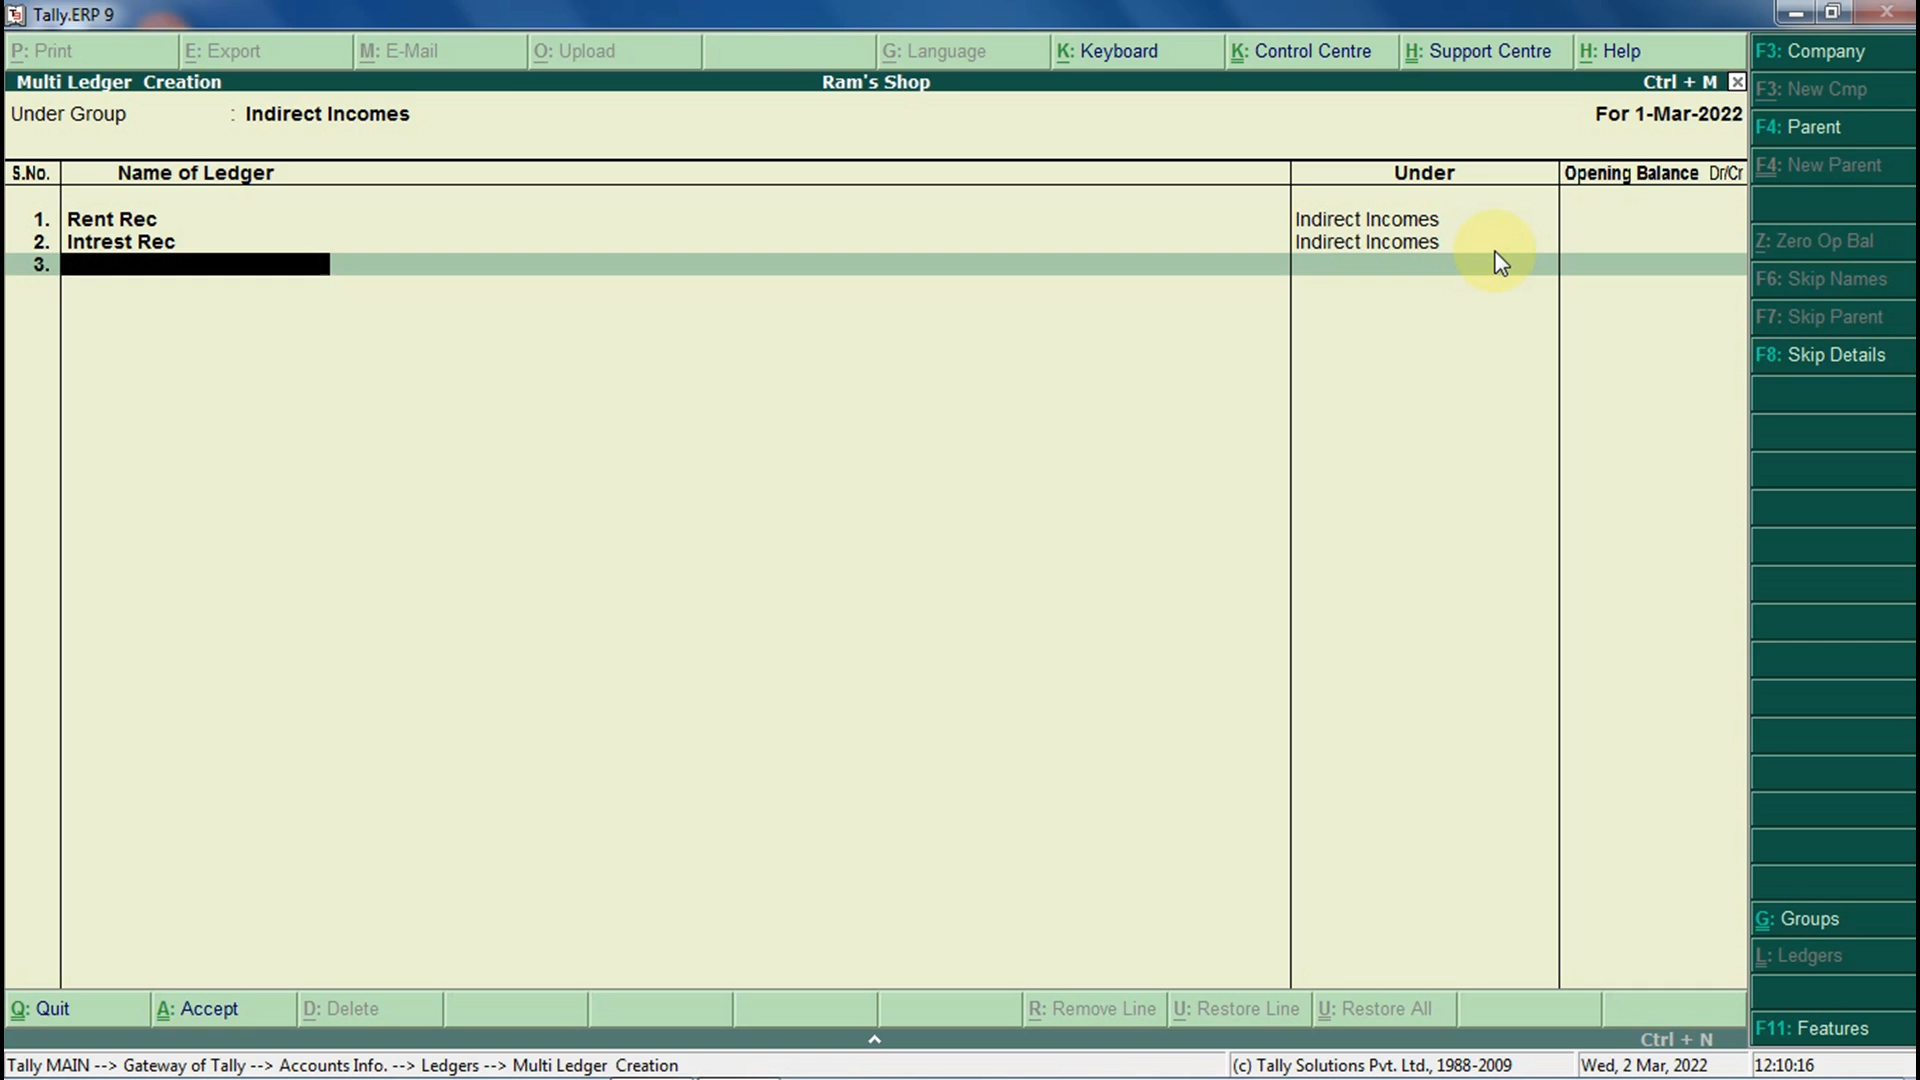 Tally.ERP 9
P: Print E: Export M: E-Mail O: Upload G: Language K: Keyboard K: Control Centre H: Support Centre H: Help
Multi Ledger Creation Ram's Shop Ctrl + M
Under Group : Indirect Incomes For 1-Mar-2022
S.No. Name of Ledger Under Opening Balance Dr/Cr
1. Rent Rec Indirect Incomes
2. Intrest Rec Indirect Incomes
3.
F3: Company
F3: New Cmp
F4: Parent
F4: New Parent
Z: Zero Op Bal
F6: Skip Names
F7: Skip Parent
F8: Skip Details
G: Groups
L: Ledgers
F11: Features
Q: Quit A: Accept D: Delete R: Remove Line U: Restore Line U: Restore All
Ctrl + N
Tally MAIN --> Gateway of Tally --> Accounts Info. --> Ledgers --> Multi Ledger Creation (c) Tally Solutions Pvt. Ltd., 1988-2009 Wed, 2 Mar, 2022 12:10:16